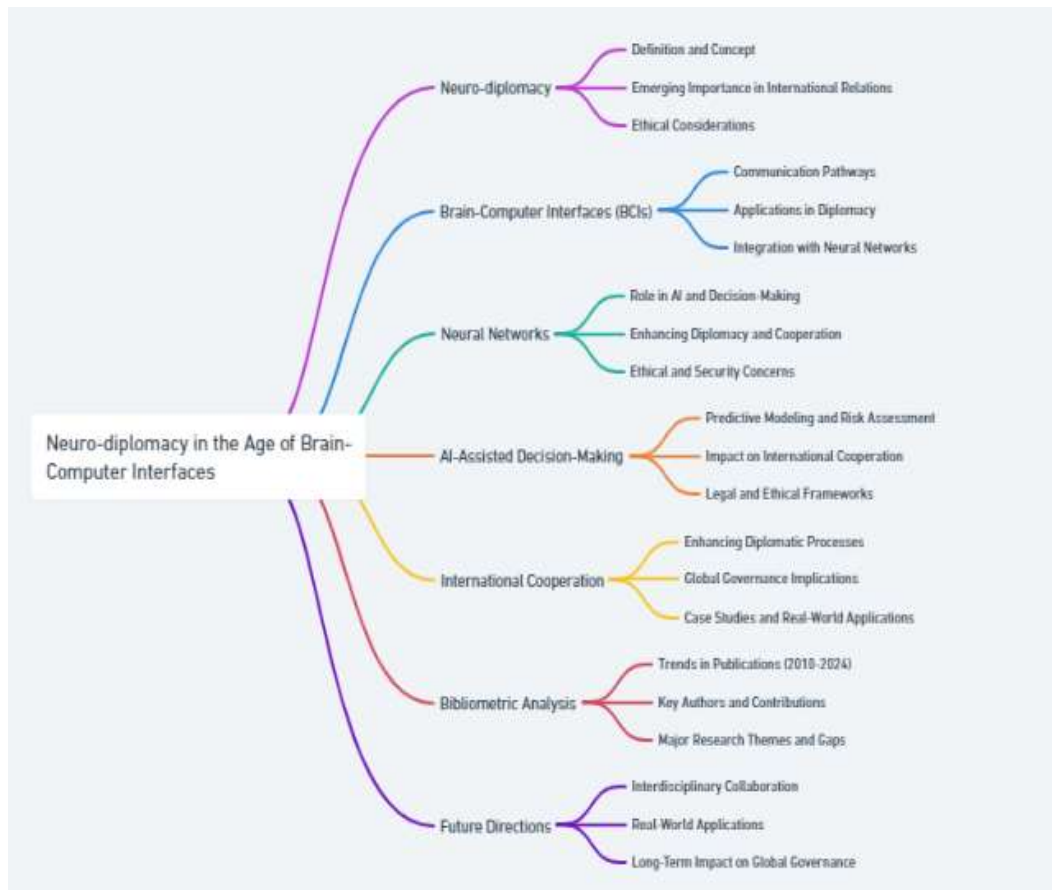 Neuro-diplomacy in the Age of Brain-
Computer Interfaces
Neuro-diplomacy
Definition and Concept
Emerging Importance in International Relations
Ethical Considerations
Brain-Computer Interfaces (BCIs)
Communication Pathways
Applications in Diplomacy
Integration with Neural Networks
Neural Networks
Role in AI and Decision-Making
Enhancing Diplomacy and Cooperation
Ethical and Security Concerns
AI-Assisted Decision-Making
Predictive Modeling and Risk Assessment
Impact on International Cooperation
Legal and Ethical Frameworks
International Cooperation
Enhancing Diplomatic Processes
Global Governance Implications
Case Studies and Real-World Applications
Bibliometric Analysis
Trends in Publications (2010-2024)
Key Authors and Contributions
Major Research Themes and Gaps
Future Directions
Interdisciplinary Collaboration
Real-World Applications
Long-Term Impact on Global Governance